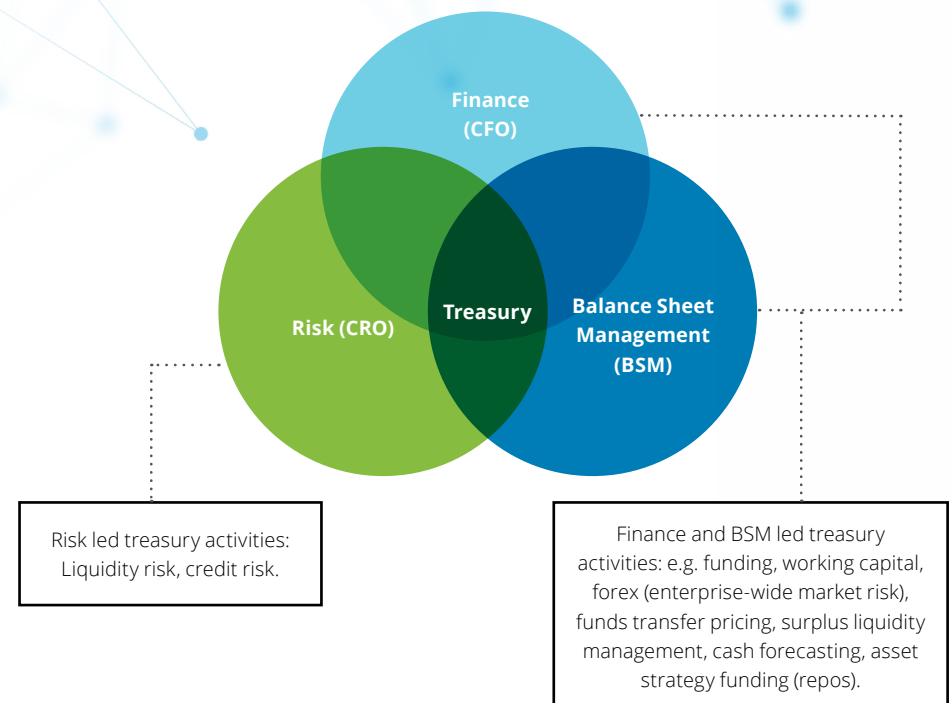 Finance
(CFO)
Risk (CRO)
Treasury
Balance Sheet
Management
(BSM)
Risk led treasury activities:
Liquidity risk, credit risk.
Finance and BSM led treasury
activities: e.g. funding, working capital,
forex (enterprise-wide market risk),
funds transfer pricing, surplus liquidity
management, cash forecasting, asset
strategy funding (repos).